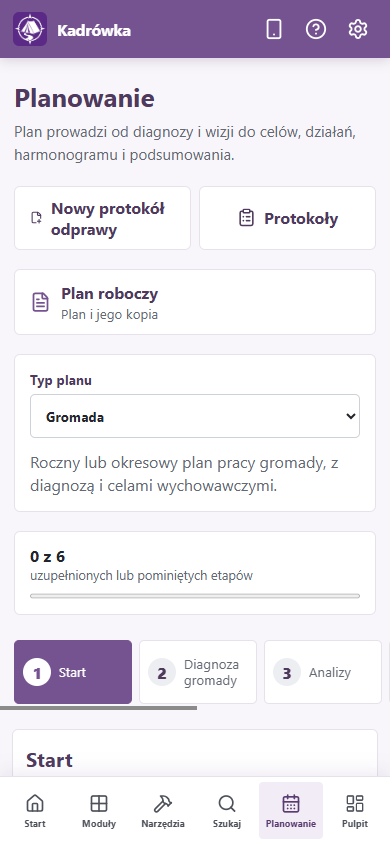 Kadrówka
Planowanie
Plan prowadzi od diagnozy i wizji do celów, działań,
harmonogramu i podsumowania.
Nowy protokół
odprawy
Protokoły
Plan roboczy
Plan i jego kopia
Typ planu
Gromada
Roczny lub okresowy plan pracy gromady, z
diagnozą i celami wychowawczymi.
0 z 6
uzupełnionych lub pominiętych etapów
1 Start
2 Diagnoza
gromady
3 Analizy
Start
Start
Moduły
Narzędzia
Szukaj
Planowanie
Pulpit